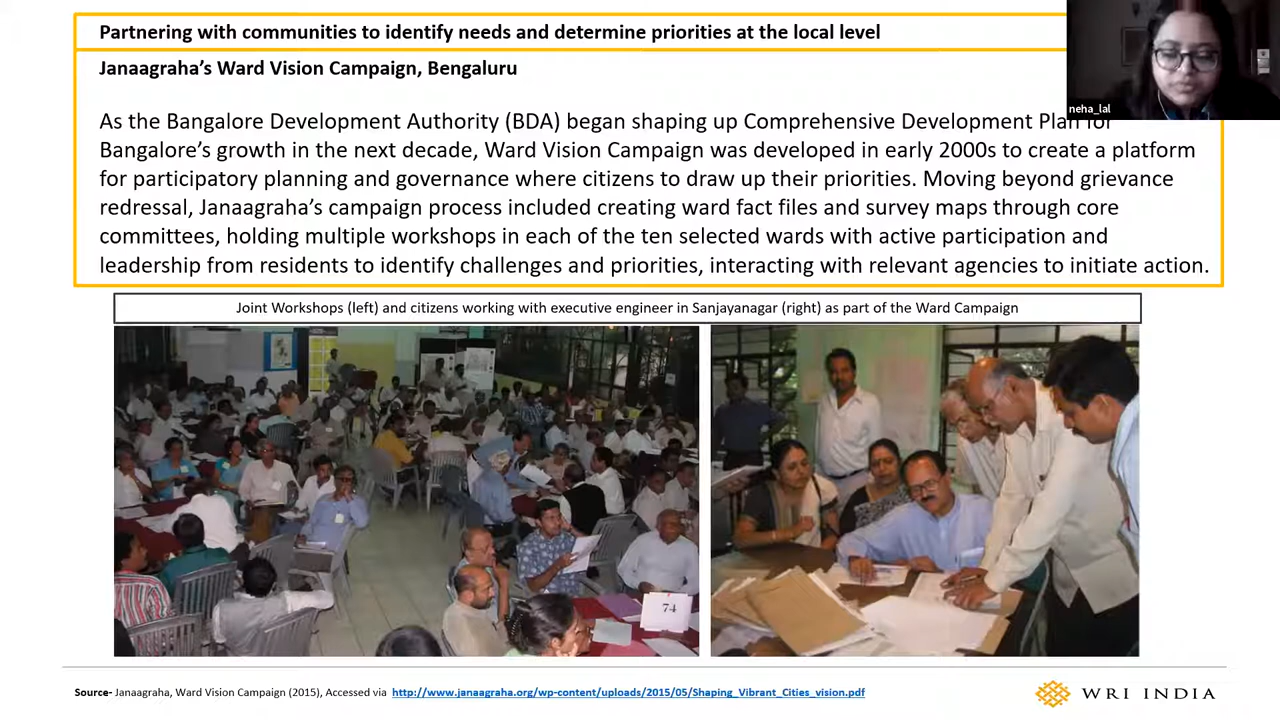 Partnering with communities to identify needs and determine priorities at the local level
Janaagraha's Ward Vision Campaign, Bengaluru
neha_lal
As the Bangalore Development Authority (BDA) began shaping up Comprehensive Development Plan for
Bangalore's growth in the next decade, Ward Vision Campaign was developed in early 2000s to create a platform
for participatory planning and governance where citizens to draw up their priorities. Moving beyond grievance
redressal, Janaagraha's campaign process included creating ward fact files and survey maps through core
committees, holding multiple workshops in each of the ten selected wards with active participation and
leadership from residents to identify challenges and priorities, interacting with relevant agencies to initiate action.
Joint Workshops (left) and citizens working with executive engineer in Sanjayanagar (right) as part of the Ward Campaign
74
Source- Janaagraha, Ward Vision Campaign (2015), Accessed via http://www.janaagraha.org/wp-content/uploads/2015/05/Shaping_Vibrant_Cities_vision.pdf
WRI INDIA